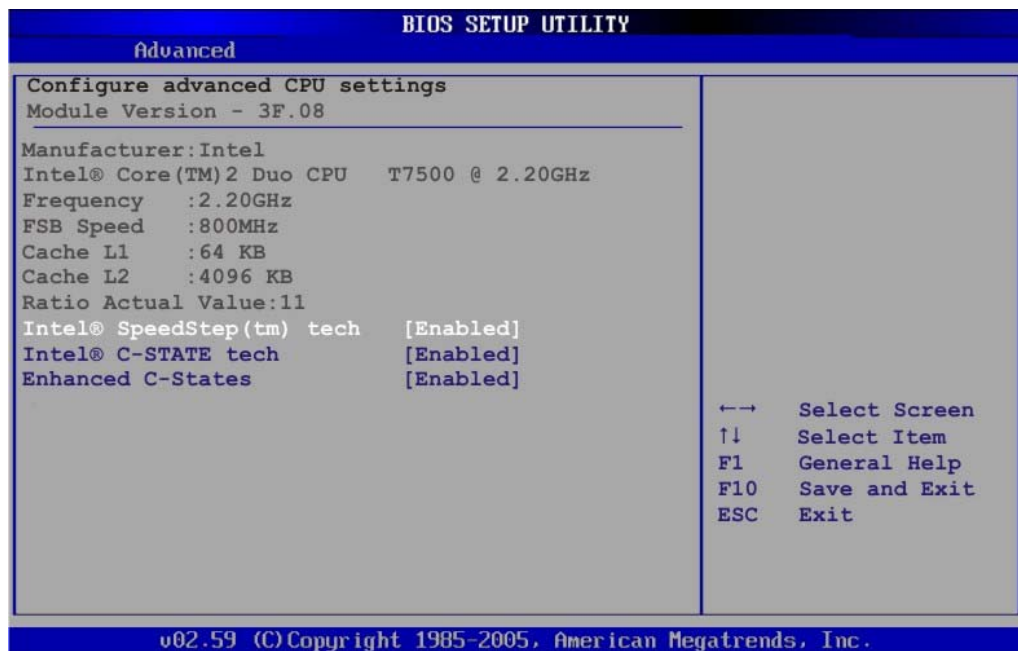 BIOS SETUP UTILITY
Advanced
Configure advanced CPU settings
Module Version - 3F.08
Manufacturer:Intel
Intel® Core(TM)2 Duo CPU T7500 @ 2.20GHz
Frequency :2.20GHz
FSB Speed :800MHz
Cache L1 :64 KB
Cache L2 :4096 KB
Ratio Actual Value:11
Intel® SpeedStep(tm) tech [Enabled]
Intel® C-STATE tech [Enabled]
Enhanced C-States [Enabled]
←→ Select Screen
↑↓ Select Item
F1 General Help
F10 Save and Exit
ESC Exit
v02.59 (C)Copyright 1985-2005, American Megatrends, Inc.